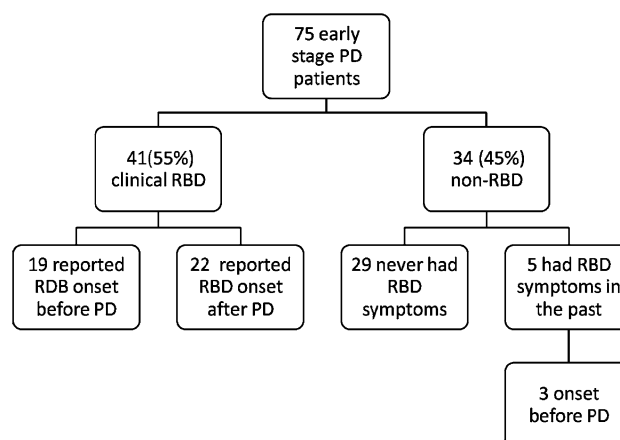 75 early
stage PD
patients
41(55%)
clinical RBD
34 (45%)
non-RBD
19 reported
RDB onset
before PD
22 reported
RBD onset
after PD
29 never had
RBD
symptoms
5 had RBD
symptoms in
the past
3 onset
before PD